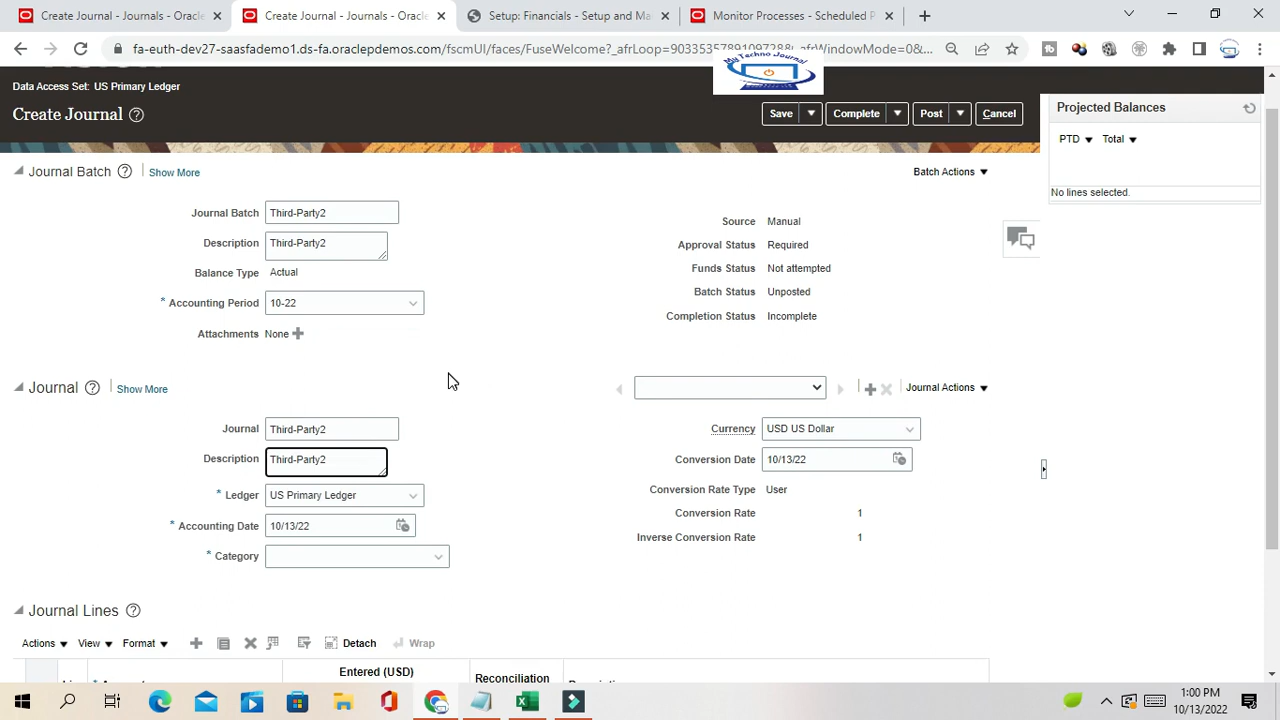 Create Journal - Journals - Oracle
Create Journal - Journals - Oracle
Setup: Financials - Setup and Ma
Monitor Processes - Scheduled P
fa-euth-dev27-saasfademo1.ds-fa.oraclepdemos.com/fscmUI/faces/FuseWelcome?_afrLoop=90335357891097288&_afrWindowMode=0&...
My Techno Journal
Data Access Set: US Primary Ledger
Create Journal
Save
Complete
Post
Cancel
Projected Balances
PTD
Total
No lines selected.
Journal Batch
Show More
Batch Actions
Journal Batch Third-Party2
Description Third-Party2
Balance Type Actual
* Accounting Period 10-22
Attachments None
Source Manual
Approval Status Required
Funds Status Not attempted
Batch Status Unposted
Completion Status Incomplete
Journal
Show More
Journal Actions
Journal Third-Party2
Description Third-Party2
* Ledger US Primary Ledger
* Accounting Date 10/13/22
* Category
Currency USD US Dollar
Conversion Date 10/13/22
Conversion Rate Type User
Conversion Rate 1
Inverse Conversion Rate 1
Journal Lines
Actions
View
Format
Detach
Wrap
Entered (USD)
Reconciliation
1:00 PM
10/13/2022